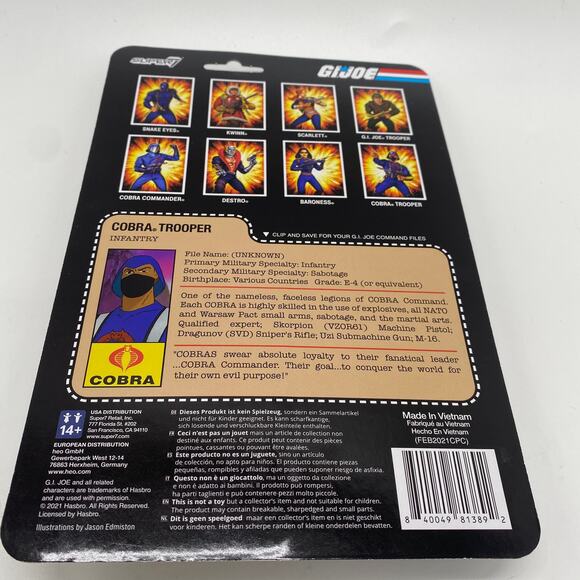 SUPER7
G.I. JOE
SNAKE EYES®
KWINN®
SCARLETT®
G.I. JOE® TROOPER
COBRA COMMANDER®
DESTRO®
BARONESS®
COBRA® TROOPER
COBRA® TROOPER
INFANTRY
▼ CLIP AND SAVE FOR YOUR G.I. JOE COMMAND FILES
File Name: (UNKNOWN)
Primary Military Specialty: Infantry
Secondary Military Specialty: Sabotage
Birthplace: Various Countries Grade: E-4 (or equivalent)
One of the nameless, faceless legions of COBRA Command.
Each COBRA is highly skilled in the use of explosives, all NATO
and Warsaw Pact small arms, sabotage, and the martial arts.
Qualified expert; Skorpion (VZOR61) Machine Pistol;
Dragunov (SVD) Sniper's Rifle; Uzi Submachine Gun; M-16.
"COBRAS swear absolute loyalty to their fanatical leader
...COBRA Commander. Their goal...to conquer the world for
their own evil purpose!"
COBRA
14+
USA DISTRIBUTION
Super7 Retail, Inc.
777 Florida St. #202
San Francisco, CA 94110
www.super7.com
EUROPEAN DISTRIBUTION
heo GmbH
Gewerbepark West 12-14
76863 Herxheim, Germany
www.heo.com
G.I. JOE and all related
characters are trademarks of Hasbro
and are used with permission.
© 2021 Hasbro. All Rights Reserved.
Licensed by Hasbro.
Illustrations by Jason Edmiston
DE Dieses Produkt ist kein Spielzeug, sondern ein Sammelartikel
und nicht für Kinder geeignet. Es kann scharfkantige,
sich lösende und verschluckbare Kleinteile enthalten.
FR Ceci n'est pas un jouet mais un article de collection non
destiné aux enfants. Ce produit peut contenir des pièces
pointues, coupantes, cassables ou pouvant être avalées.
ES Este producto no es un juguete, sino un artículo
de colección, no apto para niños. El producto contiene piezas
pequeñas, rompibles y afiladas que pueden suponer riesgo de asfixia.
IT Questo non è un giocattolo, ma un oggetto da collezione
e non è adatto ai bambini. Il prodotto può rompersi in
parti taglienti o può contenere pezzi molto piccole.
EN This is not a toy but a collector's item and not suitable for children.
The product may contain breakable, sharpedged and small parts.
NL Dit is geen speelgoed maar een collector's item en is niet geschikt
voor kinderen. Het kan scherpe randen of kleine onderdelen bevatten.
Made In Vietnam
Fabriqué au Vietnam
Hecho En Vietnam
(FEB2021CPC)
8 40049 81389 2